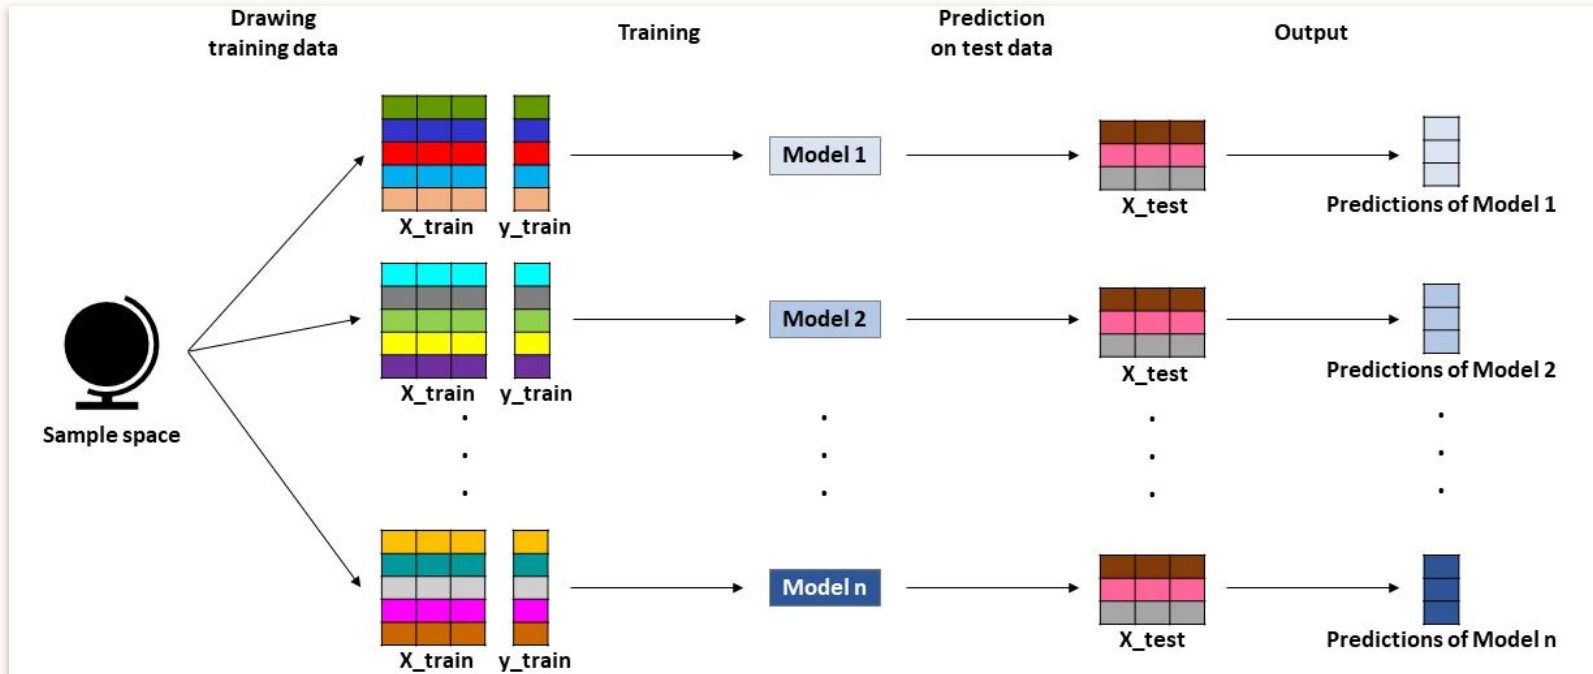 Drawing
training data
Training
Prediction
on test data
Output
X_train
y_train
Model 1
X_test
Predictions of Model 1
X_train
y_train
Model 2
X_test
Predictions of Model 2
Sample space
X_train
y_train
Model n
X_test
Predictions of Model n